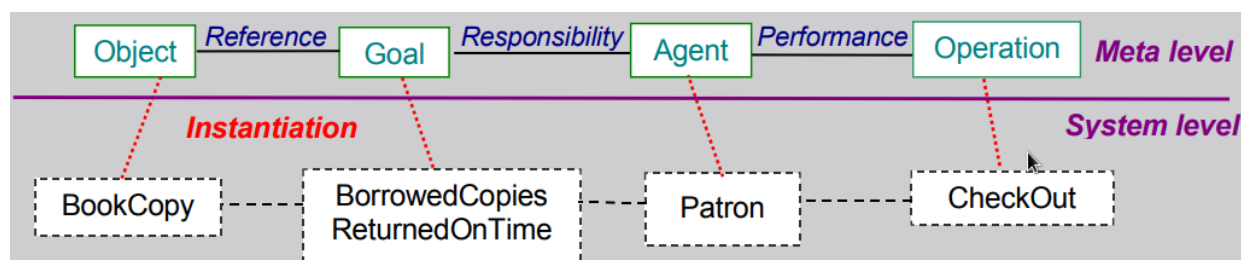 Object
Reference
Goal
Responsibility
Agent
Performance
Operation
Meta level
Instantiation
System level
BookCopy
BorrowedCopies
ReturnedOnTime
Patron
CheckOut